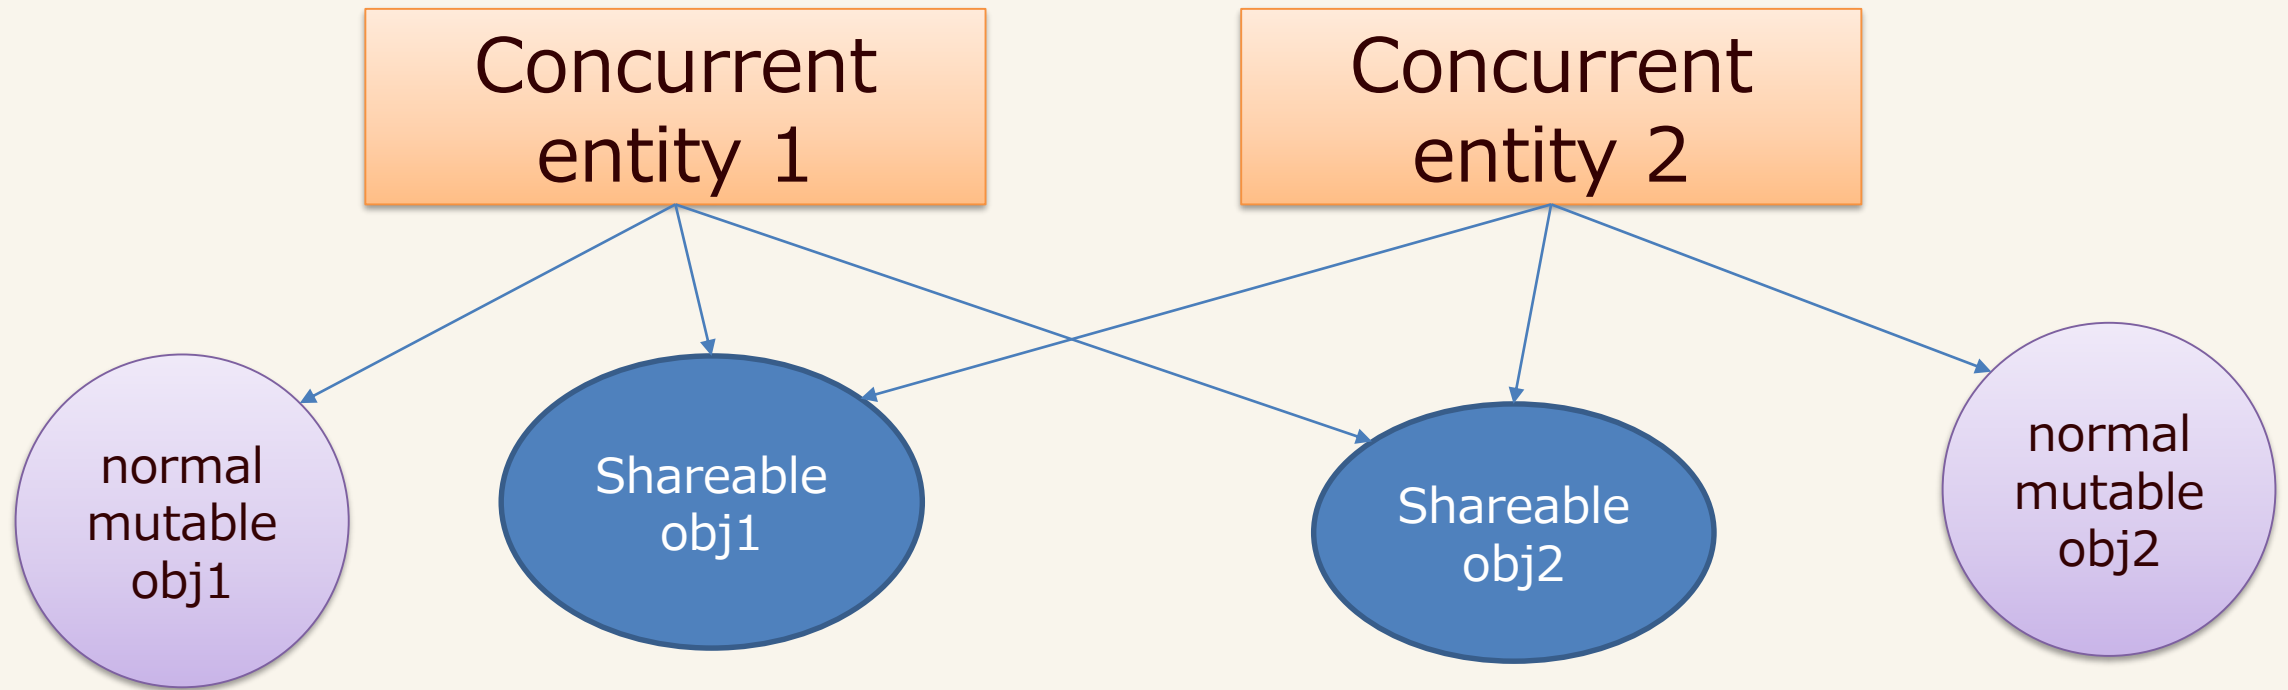 Concurrent
entity 1
Concurrent
entity 2
normal
mutable
obj1
Shareable
obj1
Shareable
obj2
normal
mutable
obj2